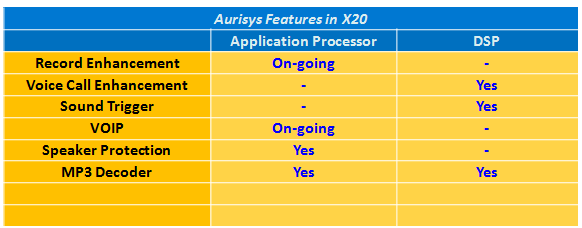 Aurisys Features in X20
Application Processor DSP
Record Enhancement On-going -
Voice Call Enhancement - Yes
Sound Trigger - Yes
VOIP On-going -
Speaker Protection Yes -
MP3 Decoder Yes Yes